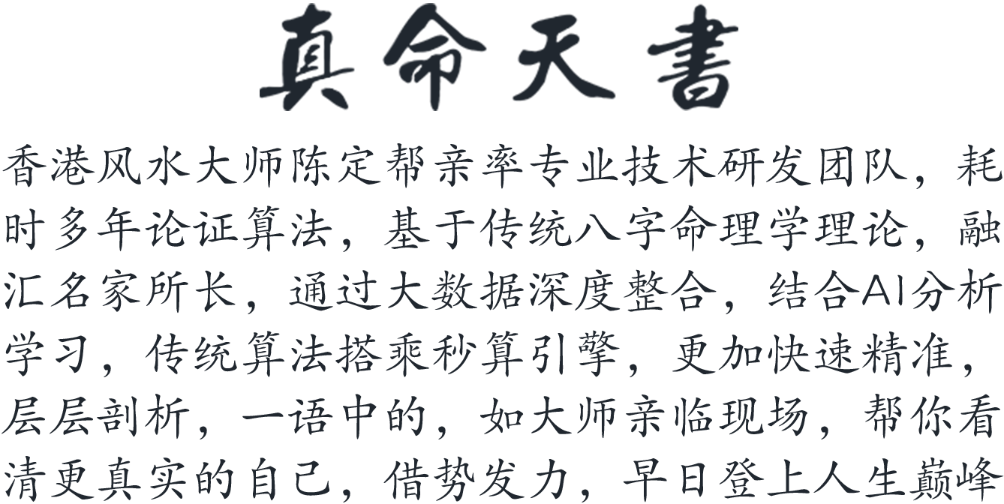 真命天書
香港风水大师陈定帮亲率专业技术研发团队，耗
时多年论证算法，基于传统八字命理学理论，融
汇名家所长，通过大数据深度整合，结合AI分析
学习，传统算法搭乘秒算引擎，更加快速精准，
层层剖析，一语中的，如大师亲临现场，帮你看
清更真实的自己，借势发力，早日登上人生巅峰